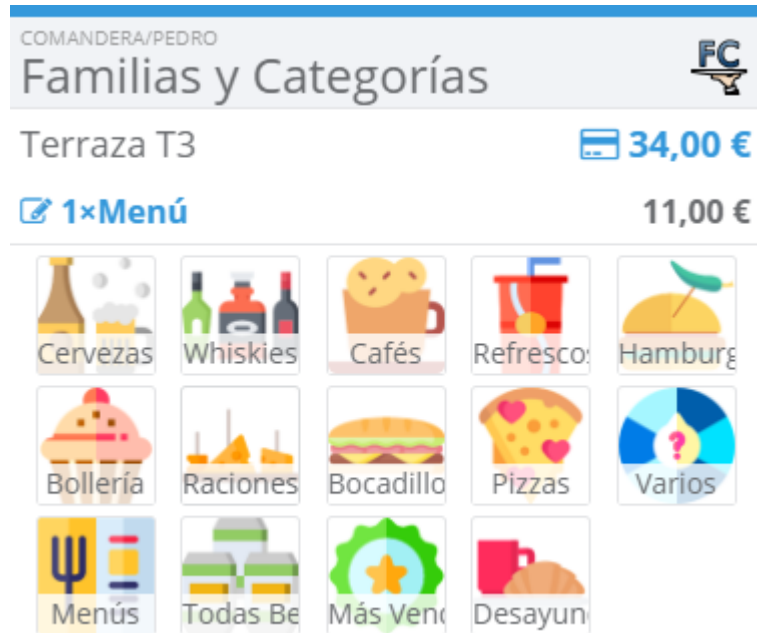 COMANDERA/PEDRO
Familias y Categorías
FC
Terraza T3 34,00 €
1×Menú 11,00 €
Cervezas Whiskies Cafés Refresco Hamburg
Bollería Raciones Bocadillo Pizzas Varios
?
Menús Todas Be Más Ven Desayun